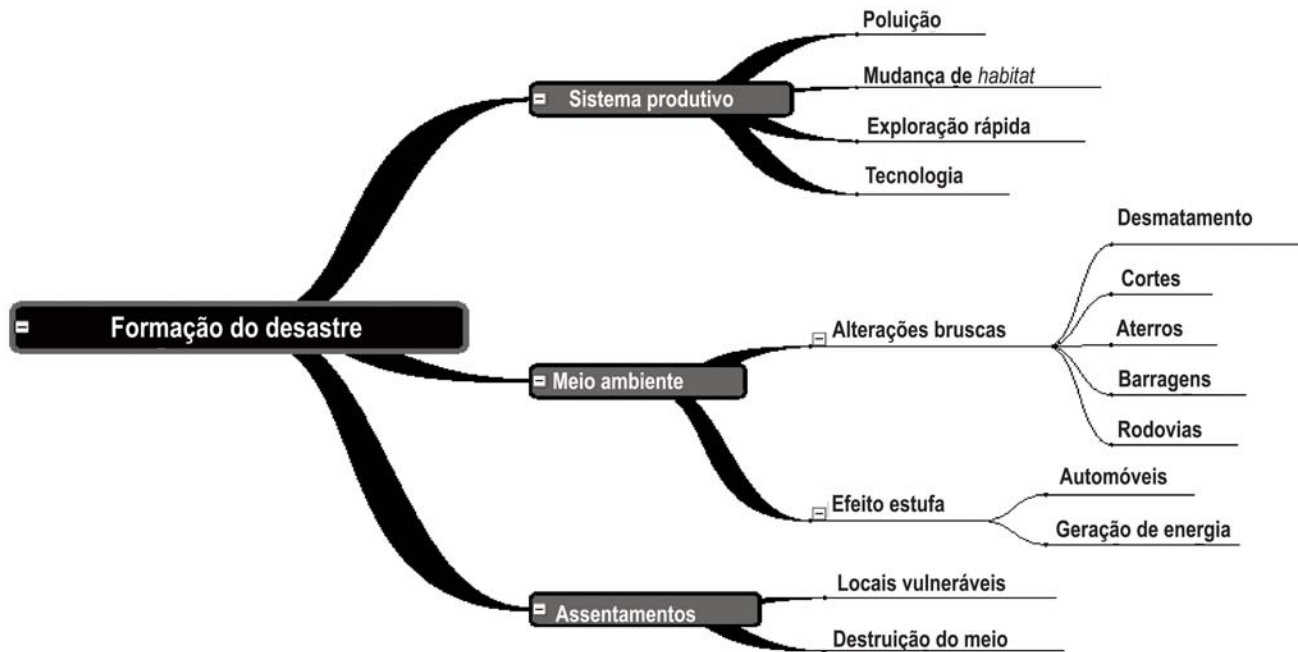 Poluição
Sistema produtivo
Mudança de habitat
Exploração rápida
Tecnologia
Formação do desastre
Meio ambiente
Alterações bruscas
Desmatamento
Cortes
Aterros
Barragens
Rodovias
Efeito estufa
Automóveis
Geração de energia
Assentamentos
Locais vulneráveis
Destruição do meio